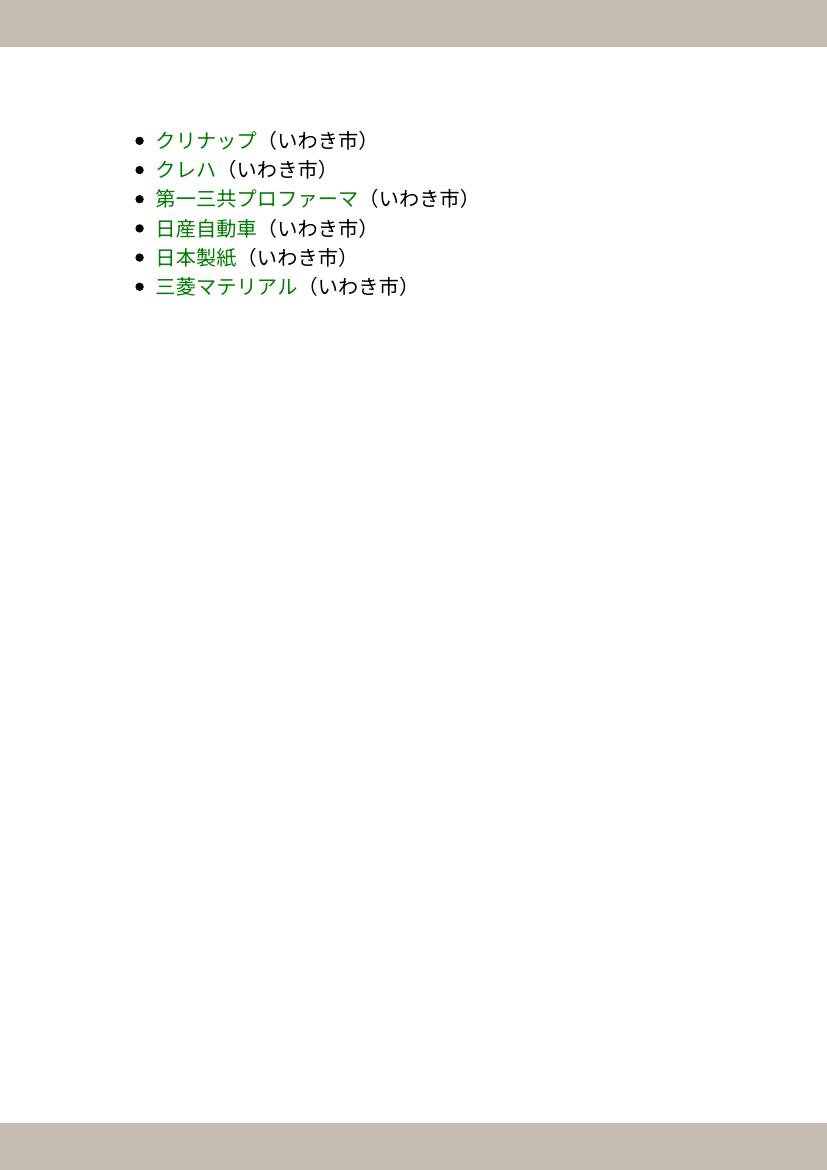 クリナップ（いわき市）
クレハ（いわき市）
第一三共プロファーマ（いわき市）
日産自動車（いわき市）
日本製紙（いわき市）
三菱マテリアル（いわき市）